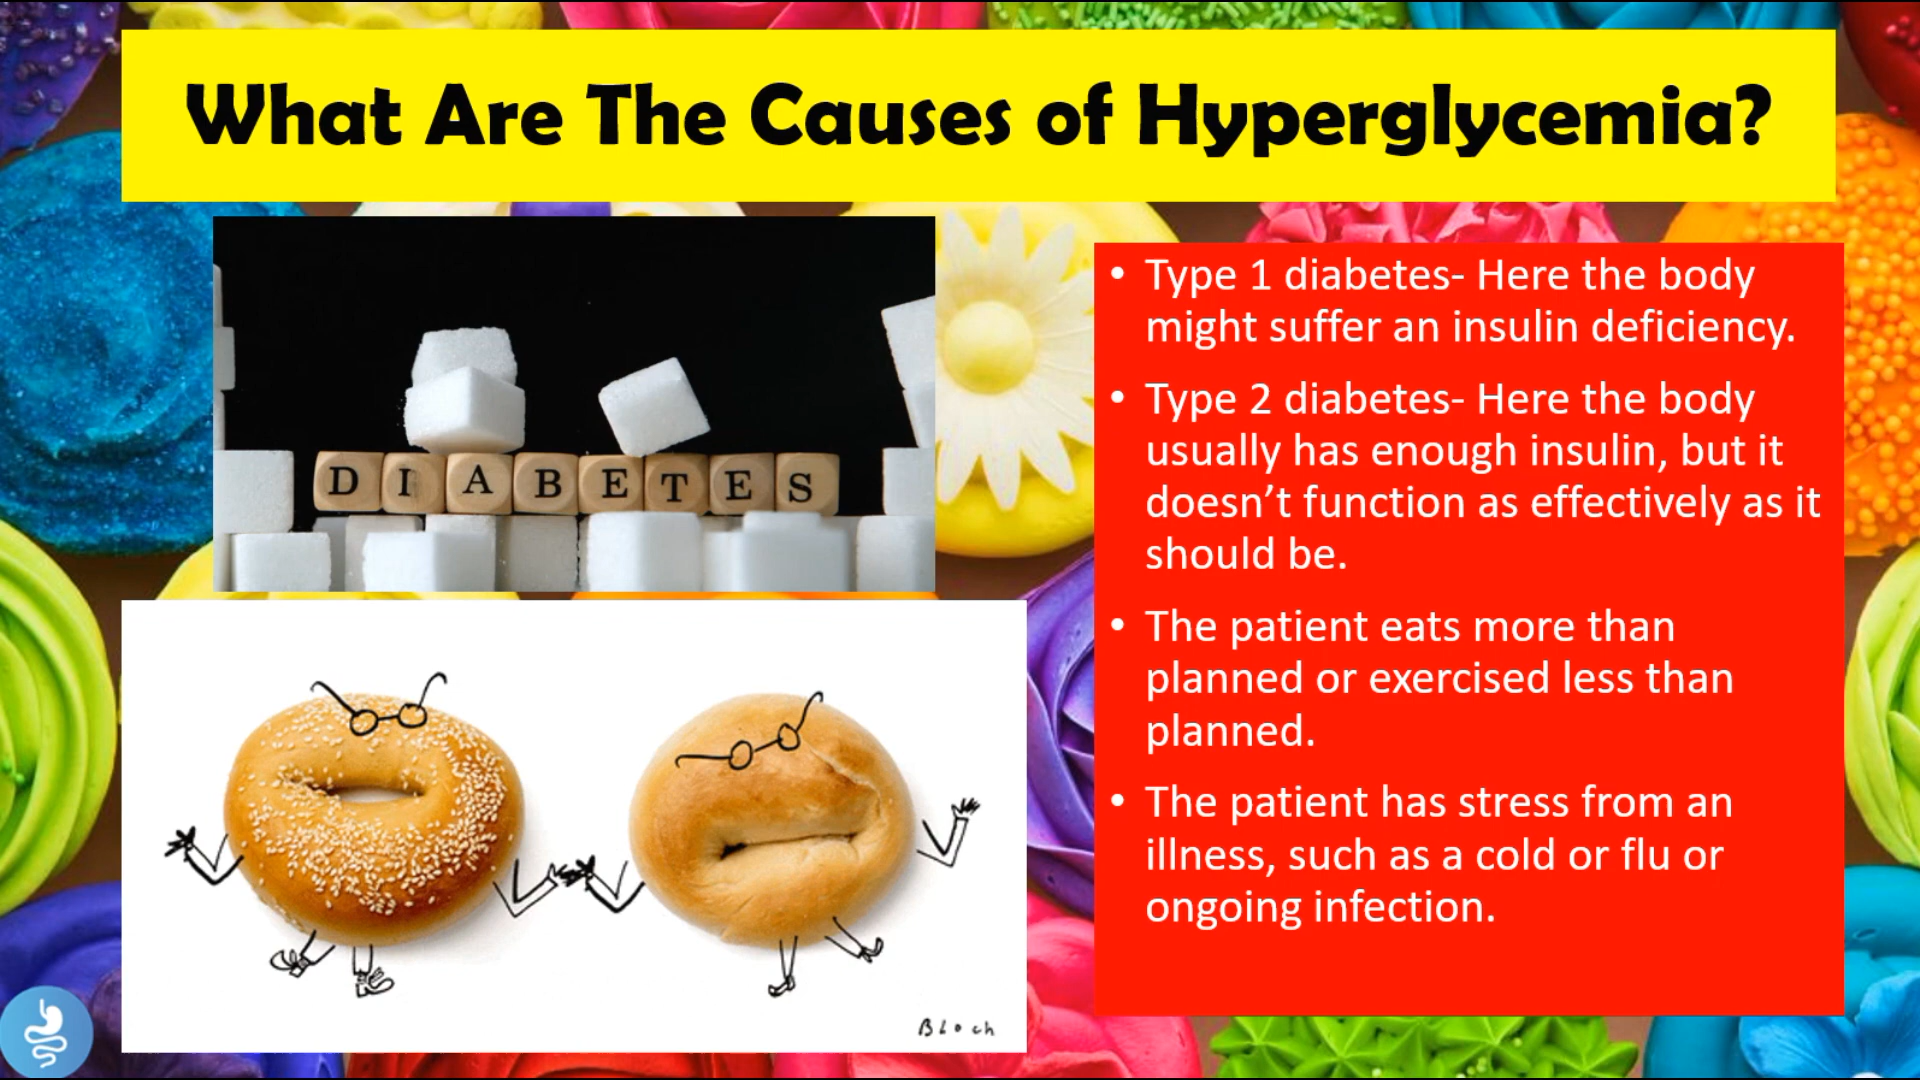 What Are The Causes of Hyperglycemia?
DIABETES
• Type 1 diabetes- Here the body
might suffer an insulin deficiency.
• Type 2 diabetes- Here the body
usually has enough insulin, but it
doesn’t function as effectively as it
should be.
• The patient eats more than
planned or exercised less than
planned.
• The patient has stress from an
illness, such as a cold or flu or
ongoing infection.
Bloch